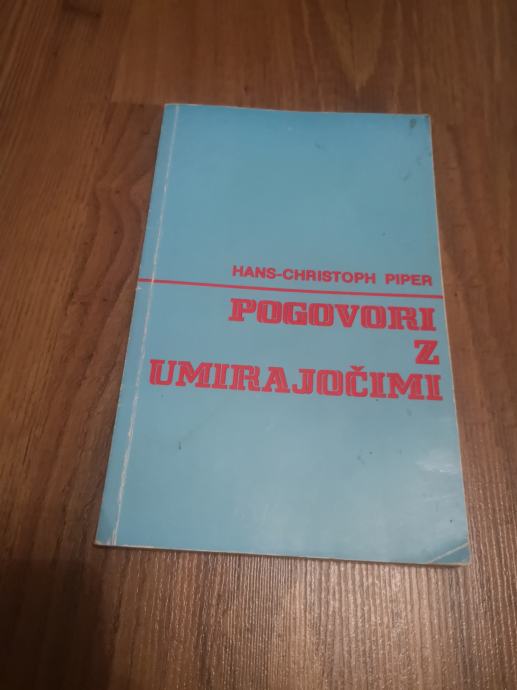 HANS-CHRISTOPH PIPER
POGOVORI
Z
UMIRAJOČIMI